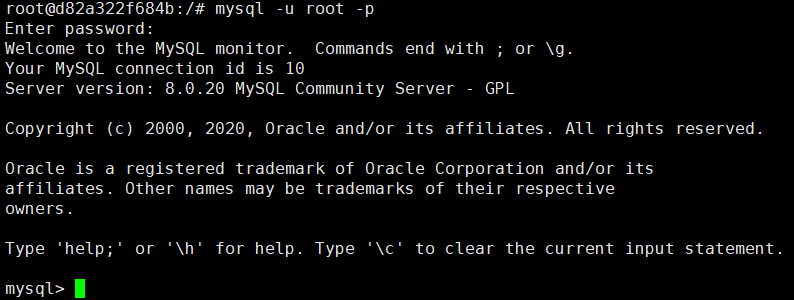 root@d82a322f684b:/# mysql -u root -p
Enter password:
Welcome to the MySQL monitor.  Commands end with ; or \g.
Your MySQL connection id is 10
Server version: 8.0.20 MySQL Community Server - GPL
Copyright (c) 2000, 2020, Oracle and/or its affiliates. All rights reserved.
Oracle is a registered trademark of Oracle Corporation and/or its
affiliates. Other names may be trademarks of their respective
owners.
Type 'help;' or '\h' for help. Type '\c' to clear the current input statement.
mysql>